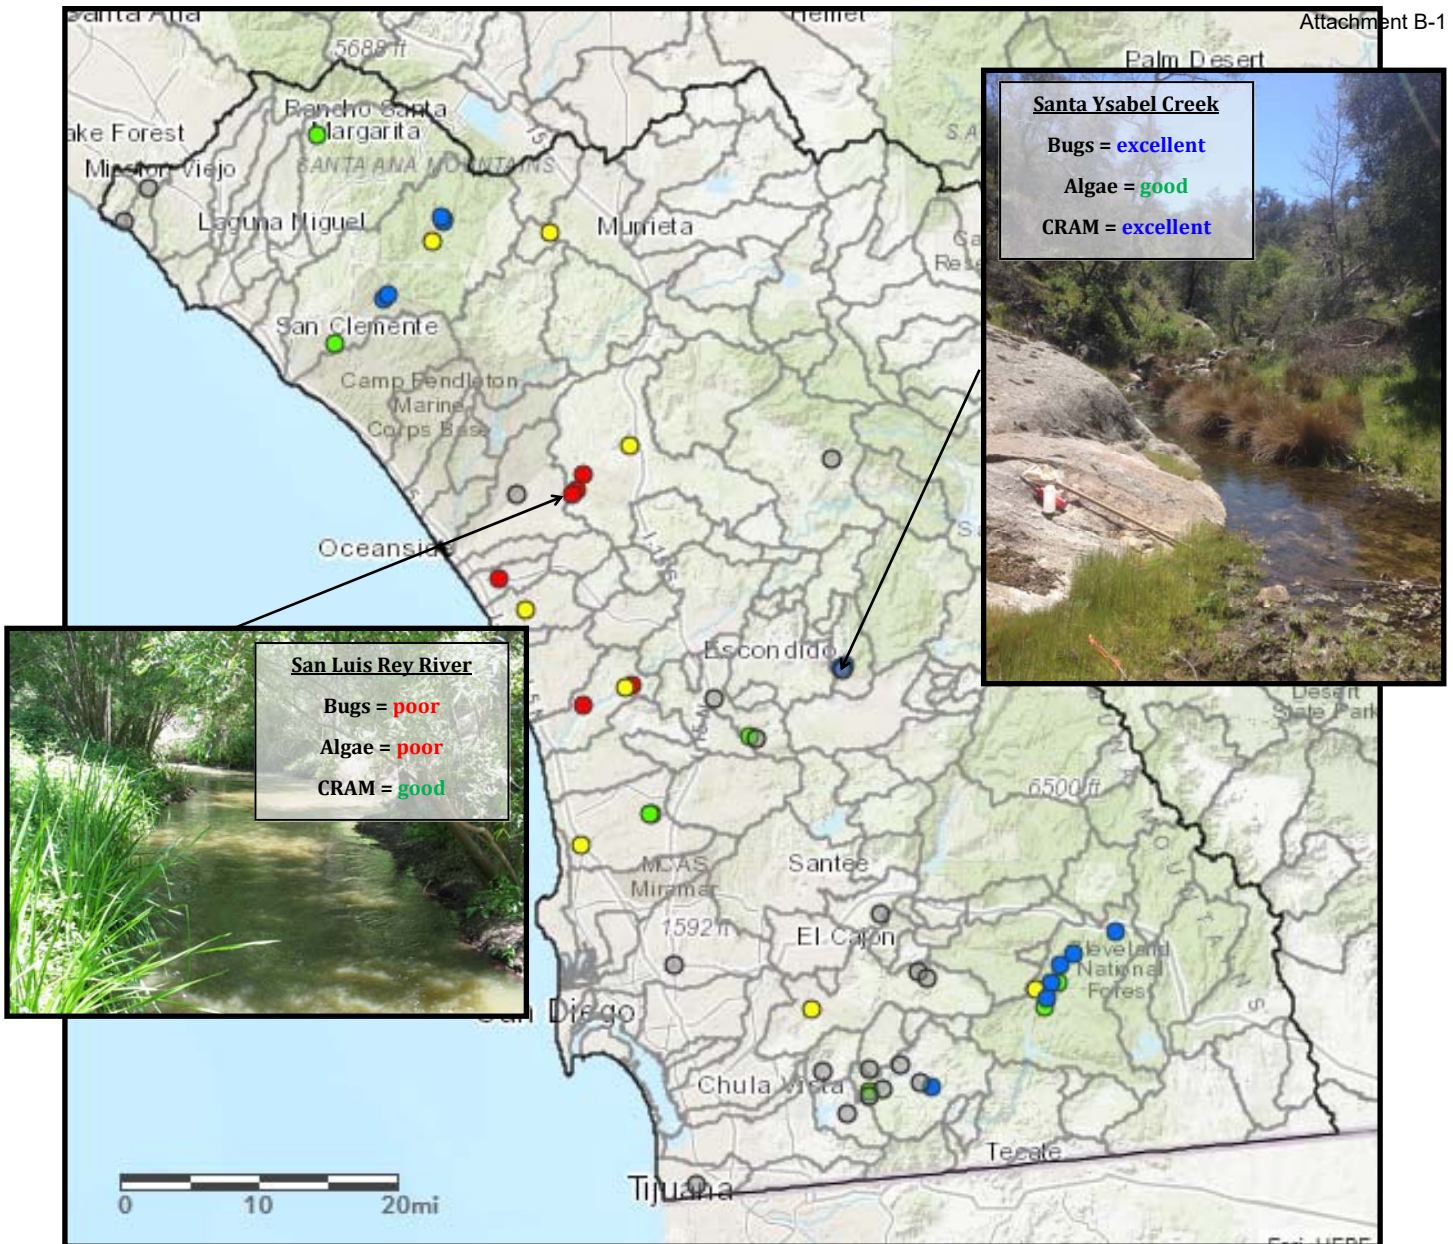 Attachment B-1
Santa Ana
Hemet
5688 ft
Palm Desert
Rancho Santa
Margarita
ake Forest
Mission Viejo
SANTA ANA MOUNTAINS
15
Laguna Niguel
Murrieta
Santa Ysabel Creek
Bugs = excellent
Algae = good
CRAM = excellent
San Clemente
Camp Pendleton
Marine
Corps Base
Oceanside
I-15 S
Escondido
San Luis Rey River
Bugs = poor
Algae = poor
CRAM = good
Desert
State Park
6500 ft
MCAS
Miramar
Santee
1592 ft
El Cajon
Cleveland
National
Forest
San Diego
Chula Vista
Tecate
Tijuana
0 10 20mi